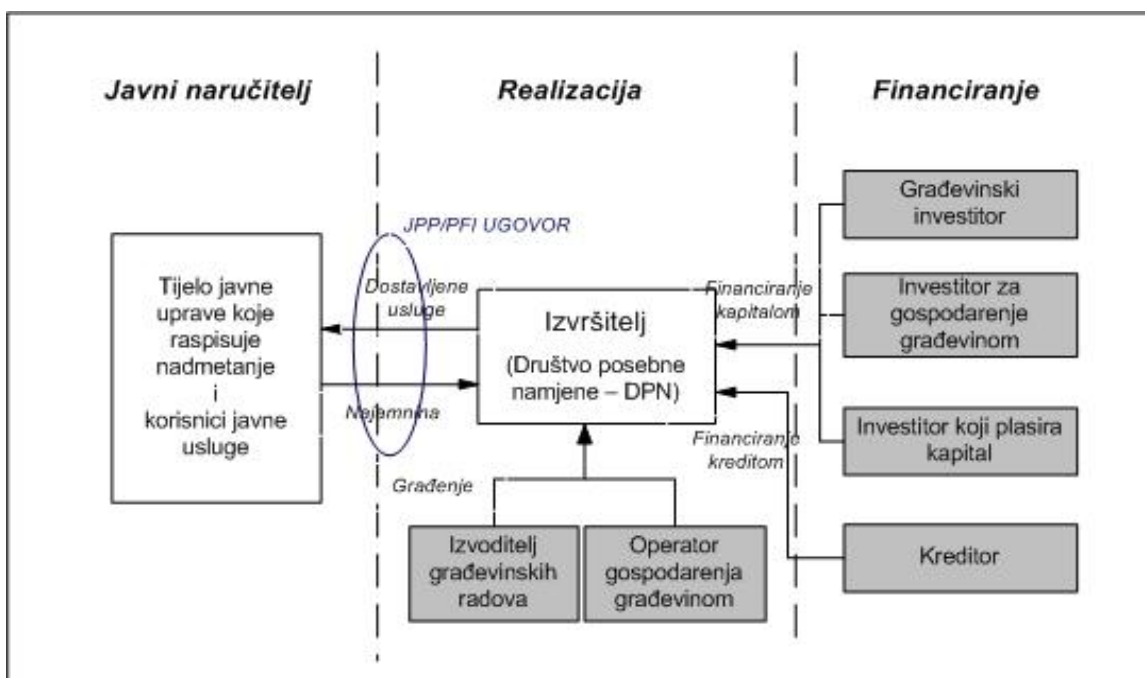 Javni naručitelj
Realizacija
Financiranje
JPP/PFI UGOVOR
Tijelo javne
uprave koje
raspisuje
nadmetanje
i
korisnici javne
usluge
Dostavljene
usluge
Najamnina
Izvršitelj
(Društvo posebne
namjene – DPN)
Građenje
Izvoditelj
građevinskih
radova
Operator
gospodarenja
građevinom
Financiranje
kapitalom
Financiranje
kreditom
Građevinski
investitor
Investitor za
gospodarenje
građevinom
Investitor koji plasira
kapital
Kreditor